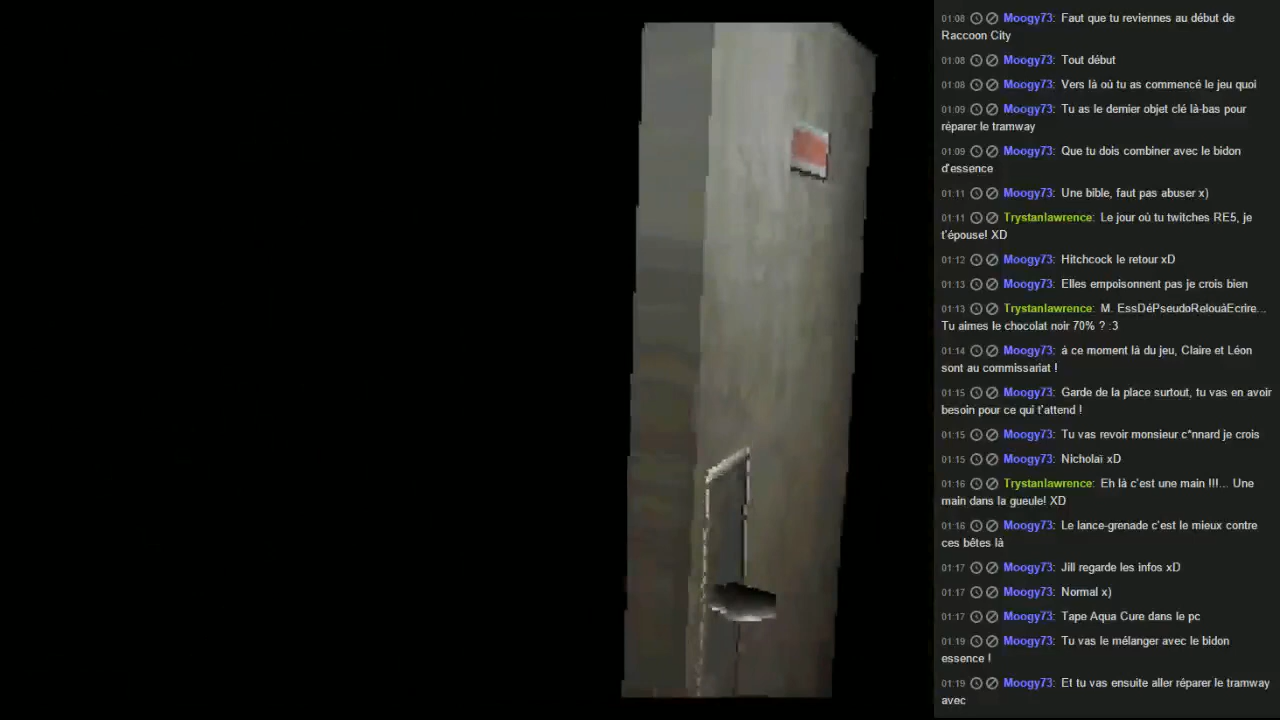 01:08 Moogy73: Faut que tu reviennes au début de
Raccoon City
01:08 Moogy73: Tout début
01:08 Moogy73: Vers là où tu as commencé le jeu quoi
01:09 Moogy73: Tu as le dernier objet clé là-bas pour
réparer le tramway
01:09 Moogy73: Que tu dois combiner avec le bidon
d'essence
01:11 Moogy73: Une bible, faut pas abuser x)
01:11 Trystanlawrence: Le jour où tu twitches RE5, je
t'épouse! XD
01:12 Moogy73: Hitchcock le retour xD
01:13 Moogy73: Elles empoisonnent pas je crois bien
01:13 Trystanlawrence: M. EssDéPseudoRelouàEcrire...
Tu aimes le chocolat noir 70% ? :3
01:14 Moogy73: à ce moment là du jeu, Claire et Léon
sont au commissariat !
01:15 Moogy73: Garde de la place surtout, tu vas en avoir
besoin pour ce qui t'attend !
01:15 Moogy73: Tu vas revoir monsieur c*nnard je crois
01:15 Moogy73: Nicholaï xD
01:16 Trystanlawrence: Eh là c'est une main !!!... Une
main dans la gueule! XD
01:16 Moogy73: Le lance-grenade c'est le mieux contre
ces bêtes là
01:17 Moogy73: Jill regarde les infos xD
01:17 Moogy73: Normal x)
01:17 Moogy73: Tape Aqua Cure dans le pc
01:19 Moogy73: Tu vas le mélanger avec le bidon
essence !
01:19 Moogy73: Et tu vas ensuite aller réparer le tramway
avec